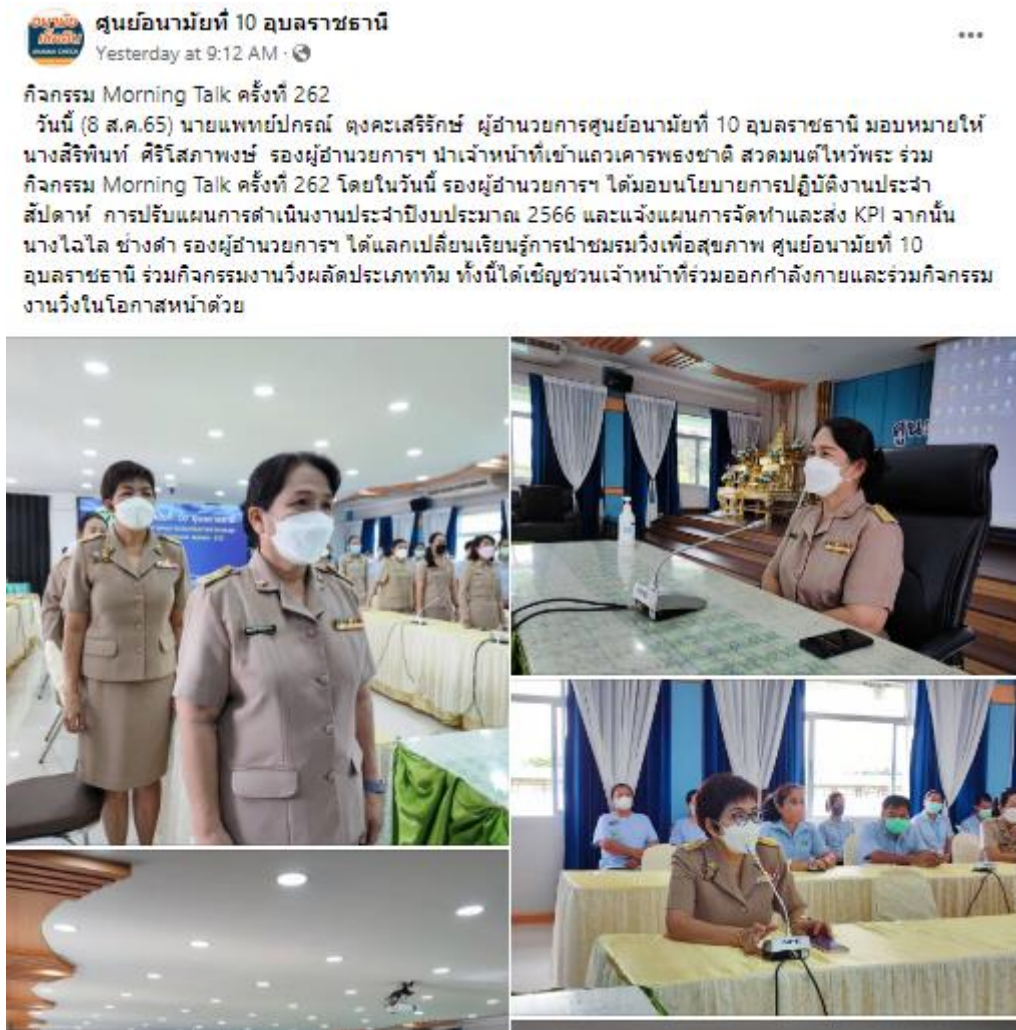 ศูนย์อนามัยที่ 10 อุบลราชธานี
Yesterday at 9:12 AM
กิจกรรม Morning Talk ครั้งที่ 262
วันนี้ (8 ส.ค.65) นายแพทย์ปกรณ์ ตุงคะเสรีรักษ์ ผู้อำนวยการศูนย์อนามัยที่ 10 อุบลราชธานี มอบหมายให้
นางสิริพินท์ ศิริโสภาพงษ์ รองผู้อำนวยการฯ นำเจ้าหน้าที่เข้าแถวเคารพธงชาติ สวดมนต์ไหว้พระ ร่วม
กิจกรรม Morning Talk ครั้งที่ 262 โดยในวันนี้ รองผู้อำนวยการฯ ได้มอบนโยบายการปฏิบัติงานประจำ
สัปดาห์ การปรับแผนการดำเนินงานประจำปีงบประมาณ 2566 และแจ้งแผนการจัดทำและส่ง KPI จากนั้น
นางไฉไล ช่างดำ รองผู้อำนวยการฯ ได้แลกเปลี่ยนเรียนรู้การนำชมรมวิ่งเพื่อสุขภาพ ศูนย์อนามัยที่ 10
อุบลราชธานี ร่วมกิจกรรมงานวิ่งผลัดประเภททีม ทั้งนี้ได้เชิญชวนเจ้าหน้าที่ร่วมออกกำลังกายและร่วมกิจกรรม
งานวิ่งในโอกาสหน้าด้วย